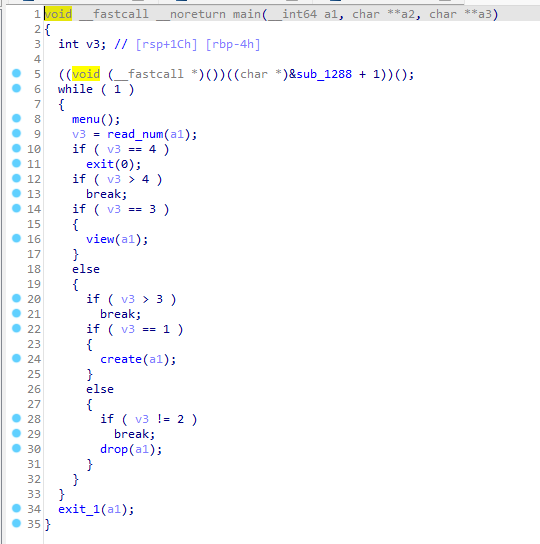 1 void __fastcall __noreturn main(__int64 a1, char **a2, char **a3)
2 {
3   int v3; // [rsp+1Ch] [rbp-4h]
4
5   ((void (__fastcall *)())((char *)&sub_1288 + 1))();
6   while ( 1 )
7   {
8     menu();
9     v3 = read_num(a1);
10     if ( v3 == 4 )
11       exit(0);
12     if ( v3 > 4 )
13       break;
14     if ( v3 == 3 )
15     {
16       view(a1);
17     }
18     else
19     {
20       if ( v3 > 3 )
21         break;
22       if ( v3 == 1 )
23       {
24         create(a1);
25       }
26       else
27       {
28         if ( v3 != 2 )
29           break;
30         drop(a1);
31       }
32     }
33   }
34   exit_1(a1);
35 }